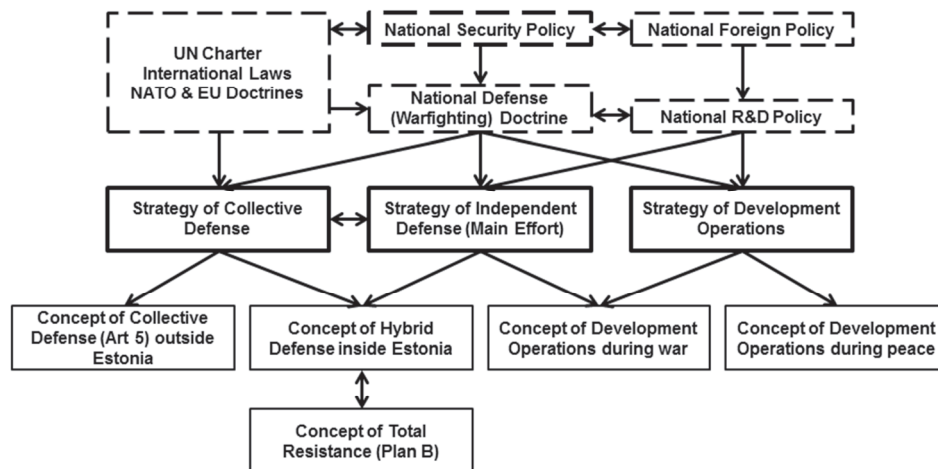 UN Charter
International Laws
NATO & EU Doctrines
National Security Policy
National Foreign Policy
National Defense
(Warfighting) Doctrine
National R&D Policy
Strategy of Collective
Defense
Strategy of Independent
Defense (Main Effort)
Strategy of Development
Operations
Concept of Collective
Defense (Art 5) outside
Estonia
Concept of Hybrid
Defense inside Estonia
Concept of Development
Operations during war
Concept of Development
Operations during peace
Concept of Total
Resistance (Plan B)